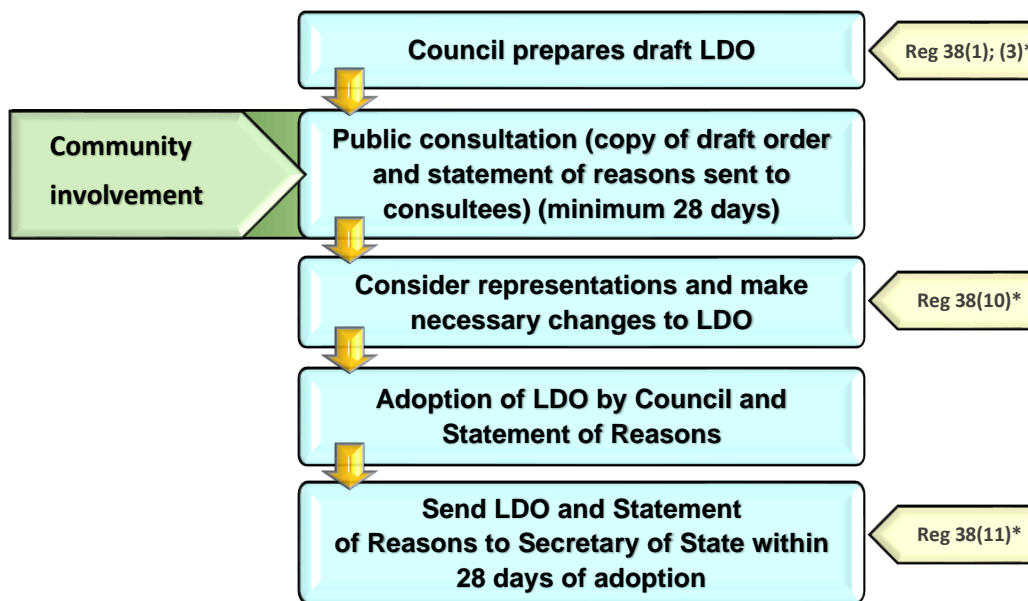 Council prepares draft LDO
Reg 38(1); (3)*
Community
involvement
Public consultation (copy of draft order
and statement of reasons sent to
consultees) (minimum 28 days)
Consider representations and make
necessary changes to LDO
Reg 38(10)*
Adoption of LDO by Council and
Statement of Reasons
Send LDO and Statement
of Reasons to Secretary of State within
28 days of adoption
Reg 38(11)*